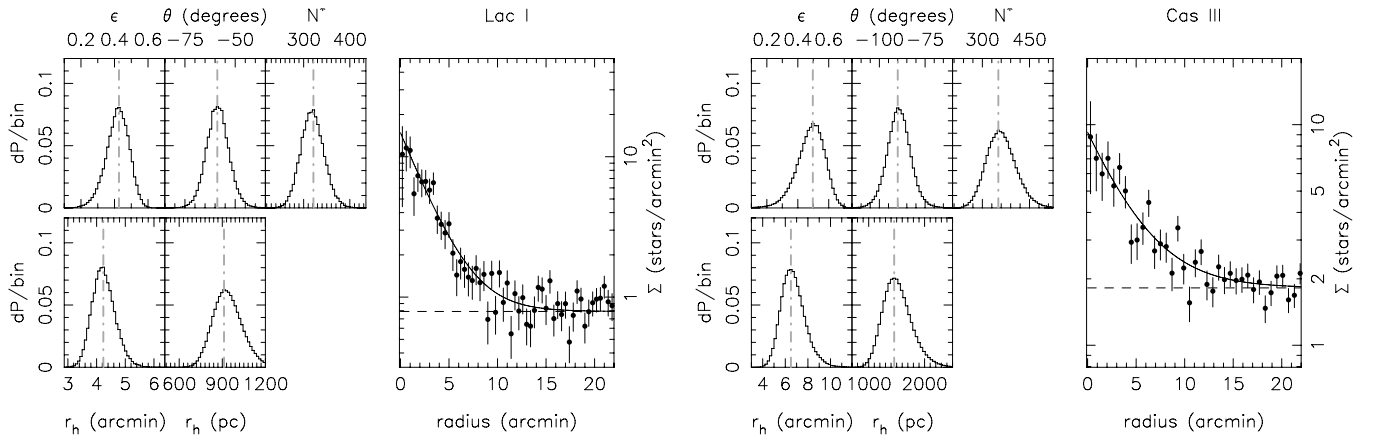 ϵ θ (degrees) N* Lac I
0.2 0.4 0.6 −75 −50 300 400
dP/bin 0 0.05 0.1
dP/bin 0 0.05 0.1
3 4 5 6 600 900 1200
r_h (arcmin) r_h (pc)
0 5 10 15 20
radius (arcmin)
1 10
Σ (stars/arcmin²)
ϵ θ (degrees) N* Cas III
0.2 0.4 0.6 −100 −75 300 450
dP/bin 0 0.05 0.1
dP/bin 0 0.05 0.1
4 6 8 10 1000 2000
r_h (arcmin) r_h (pc)
0 5 10 15 20
radius (arcmin)
1 2 5 10
Σ (stars/arcmin²)